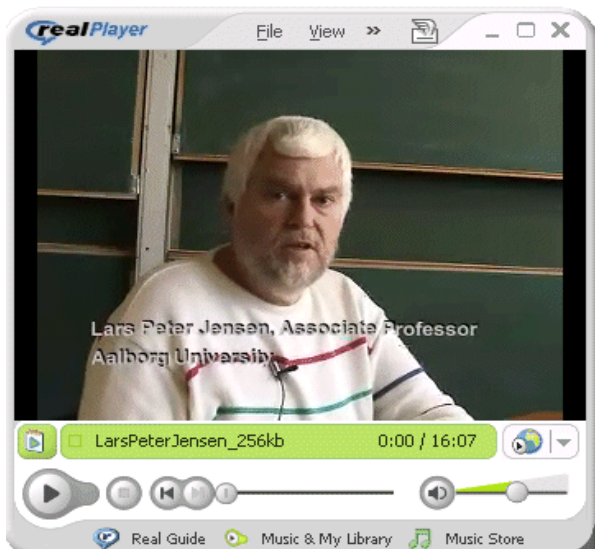 realPlayer
File View »
Lars Peter Jensen, Associate Professor
Aalborg University
LarsPeterJensen_256kb 0:00 / 16:07
Real Guide Music & My Library Music Store